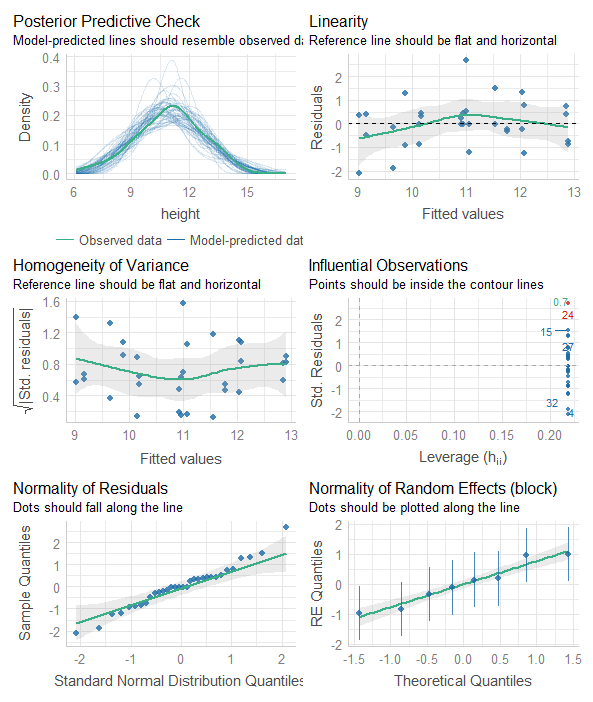 Posterior Predictive Check
Model-predicted lines should resemble observed da
0.4
0.3
0.2
0.1
0.0
Density
6
9
12
15
height
Observed data
Model-predicted dat
Linearity
Reference line should be flat and horizontal
2
1
0
-1
-2
Residuals
9
10
11
12
13
Fitted values
Homogeneity of Variance
Reference line should be flat and horizontal
1.6
1.2
0.8
0.4
√|Std. residuals|
9
10
11
12
13
Fitted values
Influential Observations
Points should be inside the contour lines
2
1
0
-1
-2
Std. Residuals
0.7
24
15
27
32
4
0.00
0.05
0.10
0.15
0.20
Leverage (hii)
Normality of Residuals
Dots should fall along the line
2
1
0
-1
-2
Sample Quantiles
-2
-1
0
1
2
Standard Normal Distribution Quantiles
Normality of Random Effects (block)
Dots should be plotted along the line
2
1
0
-1
-2
RE Quantiles
-1.5
-1.0
-0.5
0.0
0.5
1.0
1.5
Theoretical Quantiles